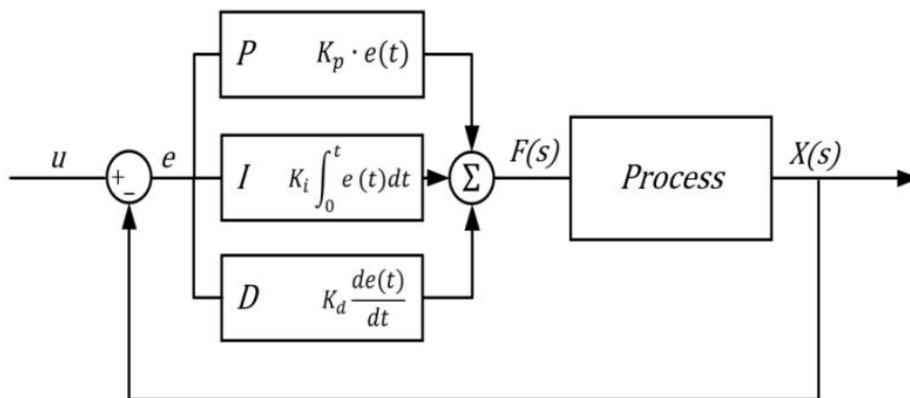 P K_p · e(t)
u
+
−
e
I K_i ∫_0^t e (t)dt
Σ
F(s)
Process
X(s)
D K_d de(t)/dt